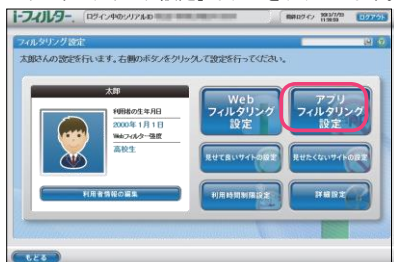 i-フィルター.
ログイン中のシリアルID
前回ログイン
ログアウト
フィルタリング設定
太郎さんの設定を行います。右側のボタンをクリックして設定を行ってください。
太郎
利用者の生年月日
2000年1月1日
Webフィルター強度
高校生
利用者情報の編集
Web
フィルタリング
設定
アプリ
フィルタリング
設定
見せて良いサイトの設定
見せたくないサイトの設定
利用時間制限設定
詳細設定
もどる